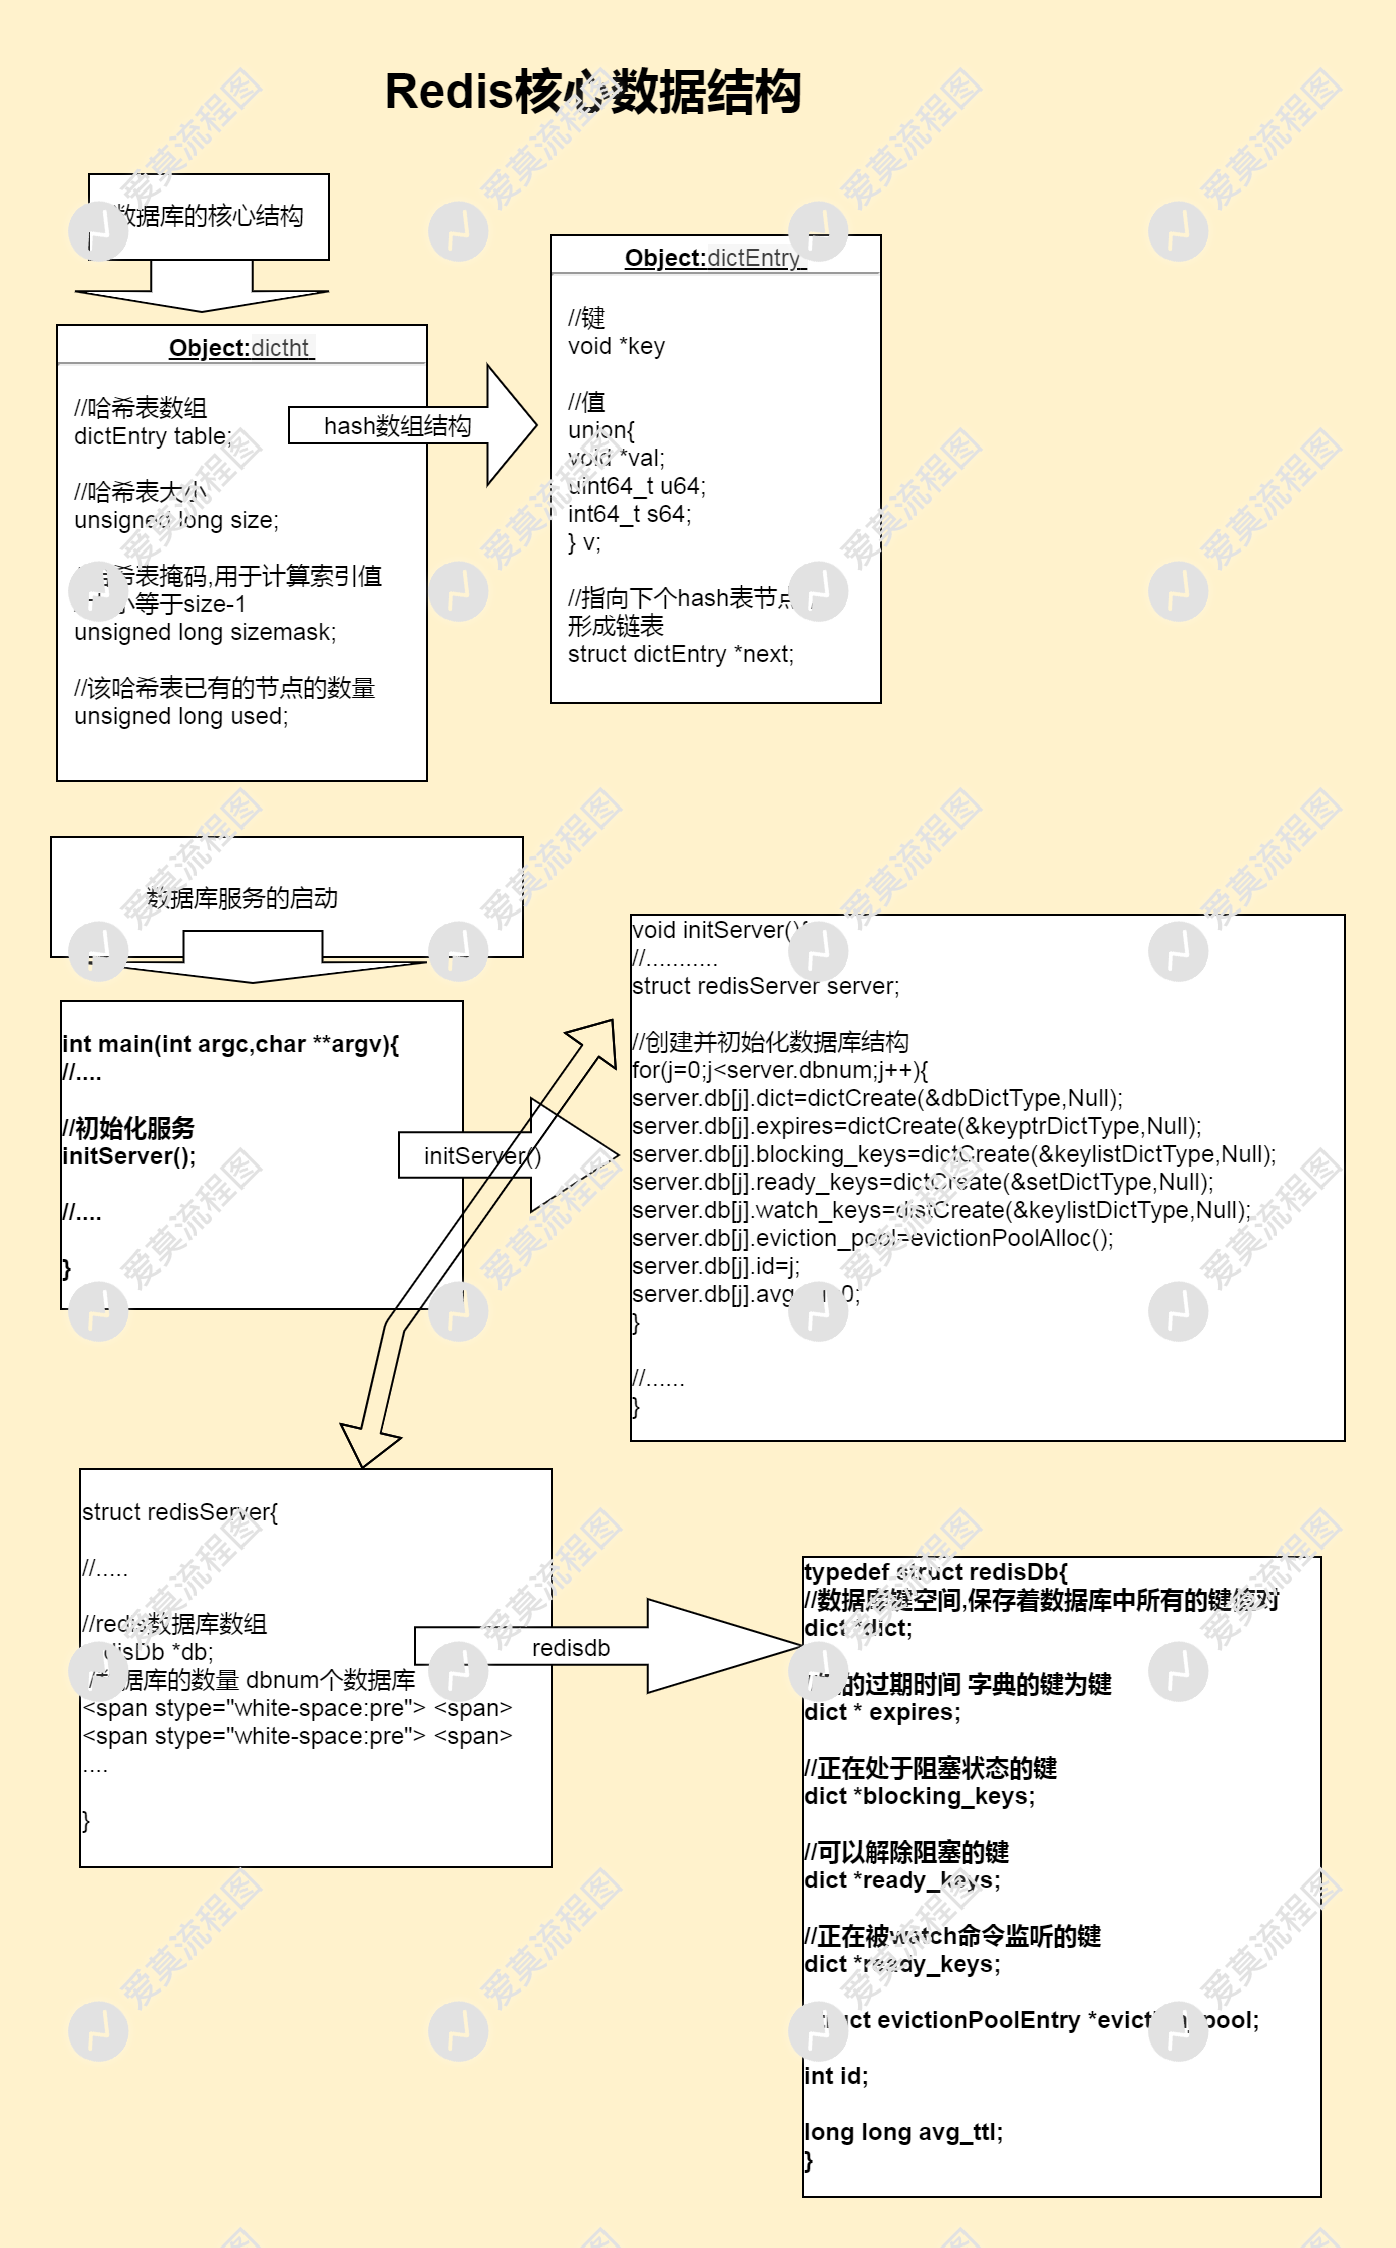 Redis核心数据结构
数据库的核心结构
Object:dictht
//哈希表数组
dictEntry table;
//哈希表大小
unsigned long size;
希表掩码,用于计算索引值
小等于size-1
unsigned long sizemask;
//该哈希表已有的节点的数量
unsigned long used;
hash数组结构
Object:dictEntry
//键
void *key
//值
union{
void *val;
uint64_t u64;
int64_t s64;
} v;
//指向下个hash表节点
形成链表
struct dictEntry *next;
数据库服务的启动
int main(int argc,char **argv){
//....
//初始化服务
initServer();
//....
}
initServer()
void initServer(){
//...........
struct redisServer server;
//创建并初始化数据库结构
for(j=0;j<server.dbnum;j++){
server.db[j].dict=dictCreate(&dbDictType,Null);
server.db[j].expires=dictCreate(&keyptrDictType,Null);
server.db[j].blocking_keys=dictCreate(&keylistDictType,Null);
server.db[j].ready_keys=dictCreate(&setDictType,Null);
server.db[j].watch_keys=distCreate(&keylistDictType,Null);
server.db[j].eviction_pool=evictionPoolAlloc();
server.db[j].id=j;
server.db[j].avg 0;
}
//......
}
struct redisServer{
//.....
//redis数据库数组
disDb *db;
据库的数量 dbnum个数据库
<span stype="white-space:pre"> <span>
<span stype="white-space:pre"> <span>
....
}
redisdb
typedef struct redisDb{
//数据库键空间,保存着数据库中所有的键值对
dict *dict;
的过期时间 字典的键为键
dict * expires;
//正在处于阻塞状态的键
dict *blocking_keys;
//可以解除阻塞的键
dict *ready_keys;
//正在被watch命令监听的键
dict *ready_keys;
struct evictionPoolEntry *eviction_pool;
int id;
long long avg_ttl;
}
爱莫流程图